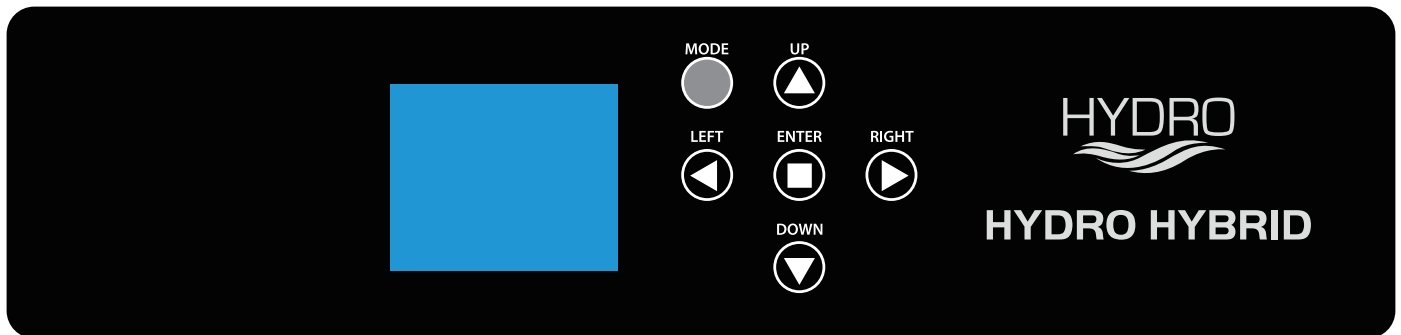 MODE UP
LEFT ENTER RIGHT
DOWN
HYDRO
HYDRO HYBRID